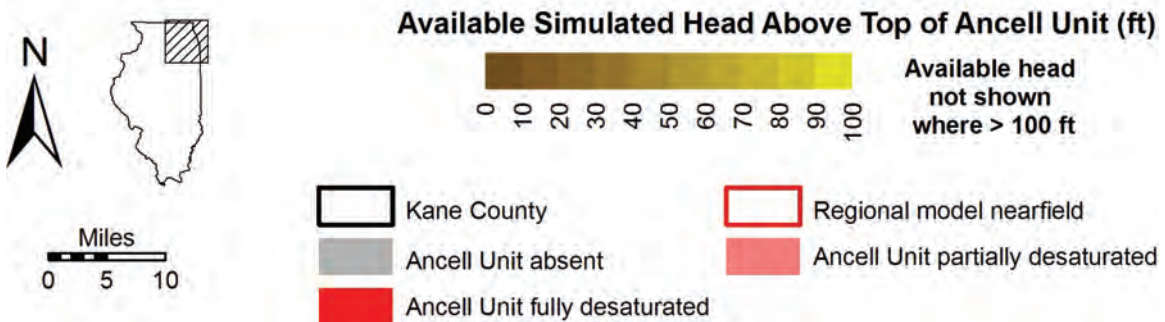 Available Simulated Head Above Top of Ancell Unit (ft)
N
0 10 20 30 40 50 60 70 80 90 100
Available head
not shown
where > 100 ft
Kane County
Regional model nearfield
Miles
0 5 10
Ancell Unit absent
Ancell Unit partially desaturated
Ancell Unit fully desaturated